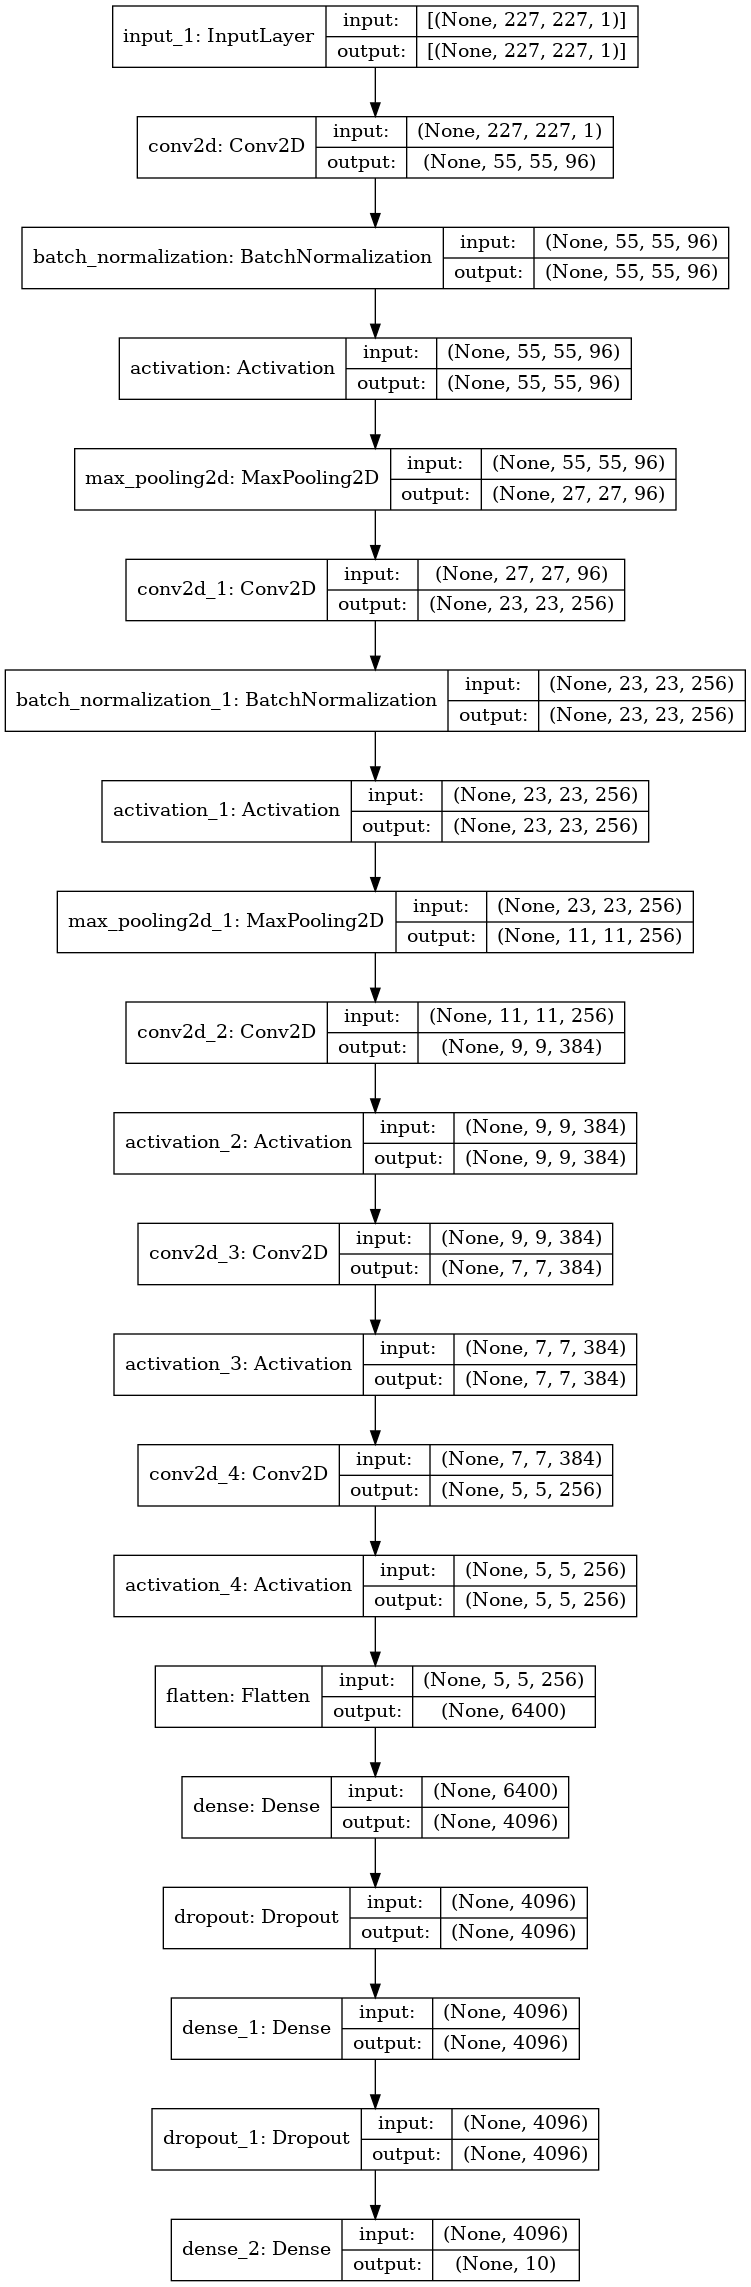 input_1: InputLayer
input:
[(None, 227, 227, 1)]
output:
[(None, 227, 227, 1)]
conv2d: Conv2D
input:
(None, 227, 227, 1)
output:
(None, 55, 55, 96)
batch_normalization: BatchNormalization
input:
(None, 55, 55, 96)
output:
(None, 55, 55, 96)
activation: Activation
input:
(None, 55, 55, 96)
output:
(None, 55, 55, 96)
max_pooling2d: MaxPooling2D
input:
(None, 55, 55, 96)
output:
(None, 27, 27, 96)
conv2d_1: Conv2D
input:
(None, 27, 27, 96)
output:
(None, 23, 23, 256)
batch_normalization_1: BatchNormalization
input:
(None, 23, 23, 256)
output:
(None, 23, 23, 256)
activation_1: Activation
input:
(None, 23, 23, 256)
output:
(None, 23, 23, 256)
max_pooling2d_1: MaxPooling2D
input:
(None, 23, 23, 256)
output:
(None, 11, 11, 256)
conv2d_2: Conv2D
input:
(None, 11, 11, 256)
output:
(None, 9, 9, 384)
activation_2: Activation
input:
(None, 9, 9, 384)
output:
(None, 9, 9, 384)
conv2d_3: Conv2D
input:
(None, 9, 9, 384)
output:
(None, 7, 7, 384)
activation_3: Activation
input:
(None, 7, 7, 384)
output:
(None, 7, 7, 384)
conv2d_4: Conv2D
input:
(None, 7, 7, 384)
output:
(None, 5, 5, 256)
activation_4: Activation
input:
(None, 5, 5, 256)
output:
(None, 5, 5, 256)
flatten: Flatten
input:
(None, 5, 5, 256)
output:
(None, 6400)
dense: Dense
input:
(None, 6400)
output:
(None, 4096)
dropout: Dropout
input:
(None, 4096)
output:
(None, 4096)
dense_1: Dense
input:
(None, 4096)
output:
(None, 4096)
dropout_1: Dropout
input:
(None, 4096)
output:
(None, 4096)
dense_2: Dense
input:
(None, 4096)
output:
(None, 10)